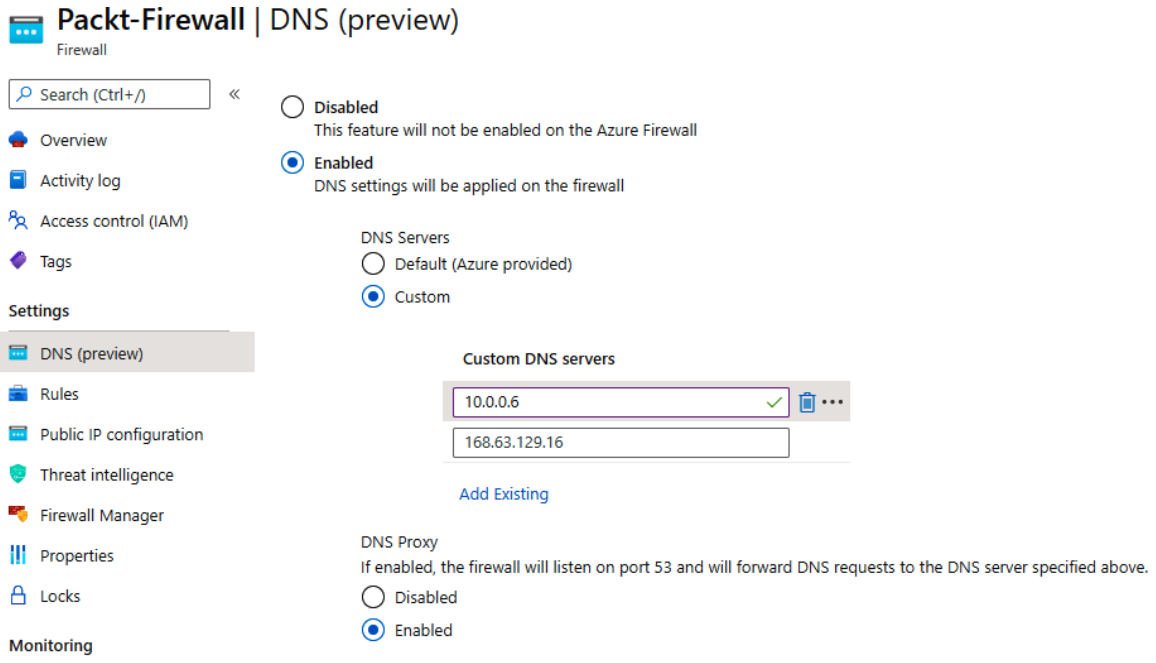 Packt-Firewall | DNS (preview)
Firewall
Search (Ctrl+/)
«
Overview
Activity log
Access control (IAM)
Tags
Settings
DNS (preview)
Rules
Public IP configuration
Threat intelligence
Firewall Manager
Properties
Locks
Monitoring
Disabled
This feature will not be enabled on the Azure Firewall
Enabled
DNS settings will be applied on the firewall
DNS Servers
Default (Azure provided)
Custom
Custom DNS servers
10.0.0.6
168.63.129.16
Add Existing
DNS Proxy
If enabled, the firewall will listen on port 53 and will forward DNS requests to the DNS server specified above.
Disabled
Enabled